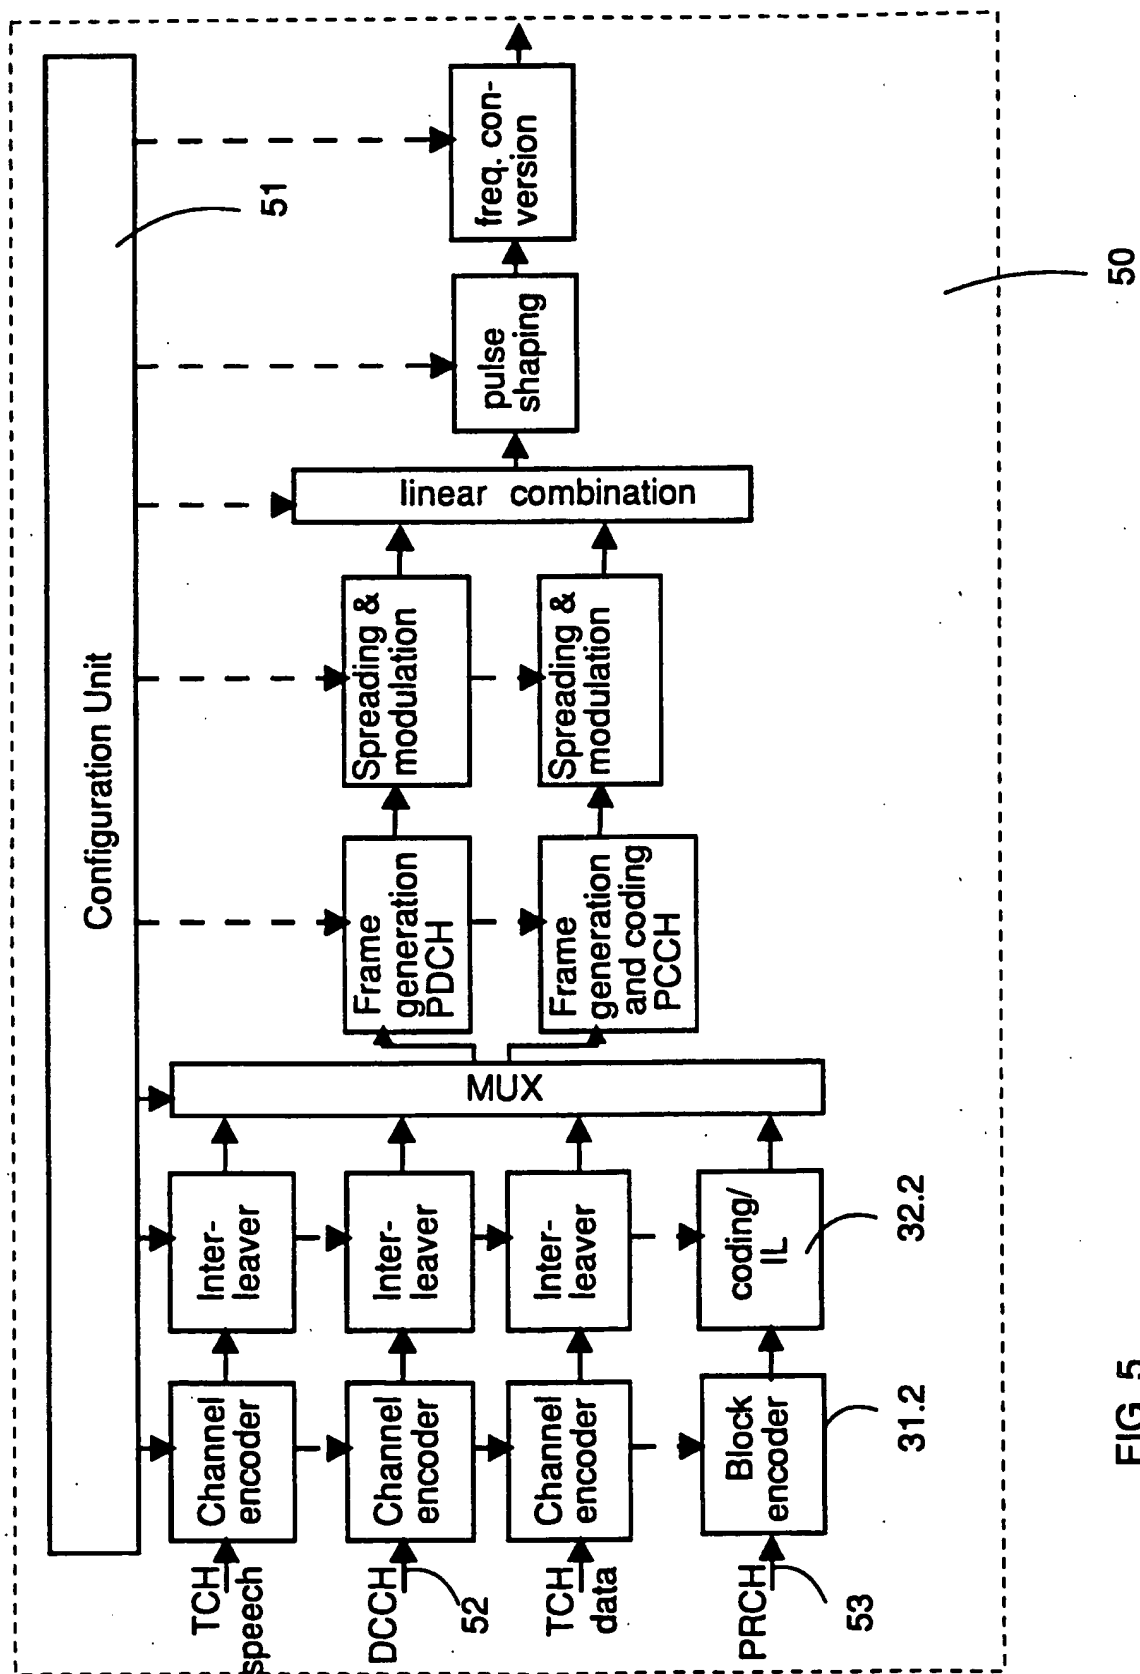 Configuration Unit
51
TCH
speech
Channel
encoder
Inter-
leaver
DCCH
52
Channel
encoder
Inter-
leaver
TCH
data
Channel
encoder
Inter-
leaver
PRCH
53
Block
encoder
31.2
coding/
IL
32.2
MUX
Frame
generation
PDCH
Spreading &
modulation
Frame
generation
and coding
PCCH
Spreading &
modulation
linear combination
pulse
shaping
freq. con-
version
50
FIG. 5